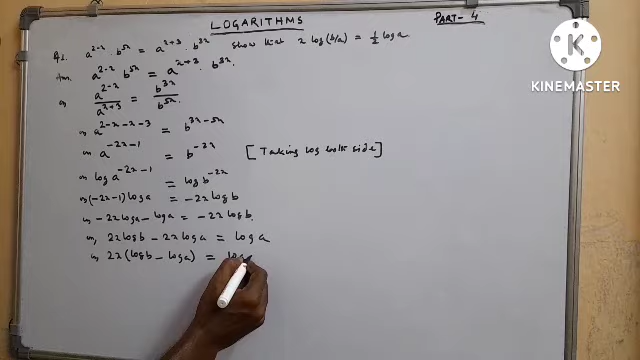 LOGARITHMS
PART- 4
KINEMASTER
a^{2-x} · b^{5x} = a^{x+3} · b^{3x} Show that x log(b/a) = 1/2 log a
a^{2-x} · b^{5x} = a^{x+3} · b^{3x}
⇒ a^{2-x}/a^{x+3} = b^{3x}/b^{5x}
⇒ a^{2-x-x-3} = b^{3x-5x}
⇒ a^{-2x-1} = b^{-2x} [Taking log both side]
⇒ log a^{-2x-1} = log b^{-2x}
⇒ (-2x-1) log a = -2x log b
⇒ -2x log a - log a = -2x log b.
⇒ 2x log b - 2x log a = log a
⇒ 2x (log b - log a) = log